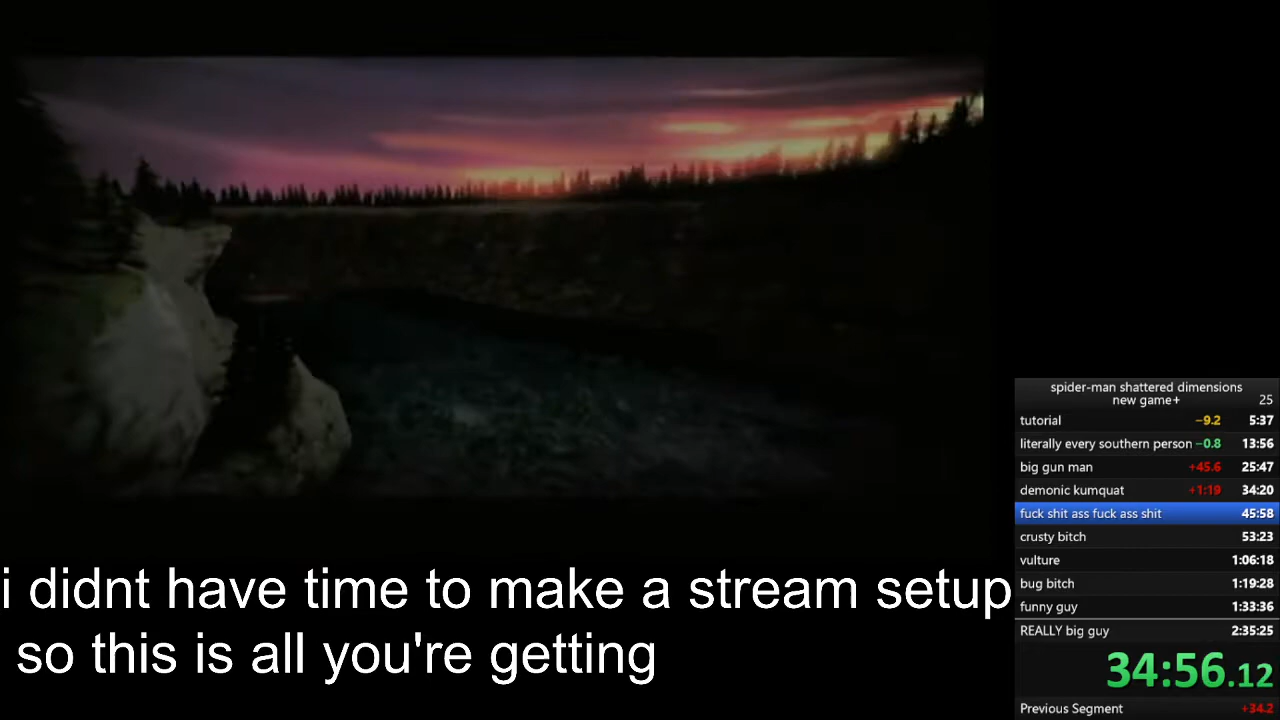 spider-man shattered dimensions
new game+ 25
tutorial −9.2 5:37
literally every southern person −0.8 13:56
big gun man +45.6 25:47
demonic kumquat +1:19 34:20
fuck shit ass fuck ass shit 45:58
crusty bitch 53:23
vulture 1:06:18
bug bitch 1:19:28
funny guy 1:33:36
REALLY big guy 2:35:25
34:56.12
Previous Segment +34.2
i didnt have time to make a stream setup
so this is all you're getting